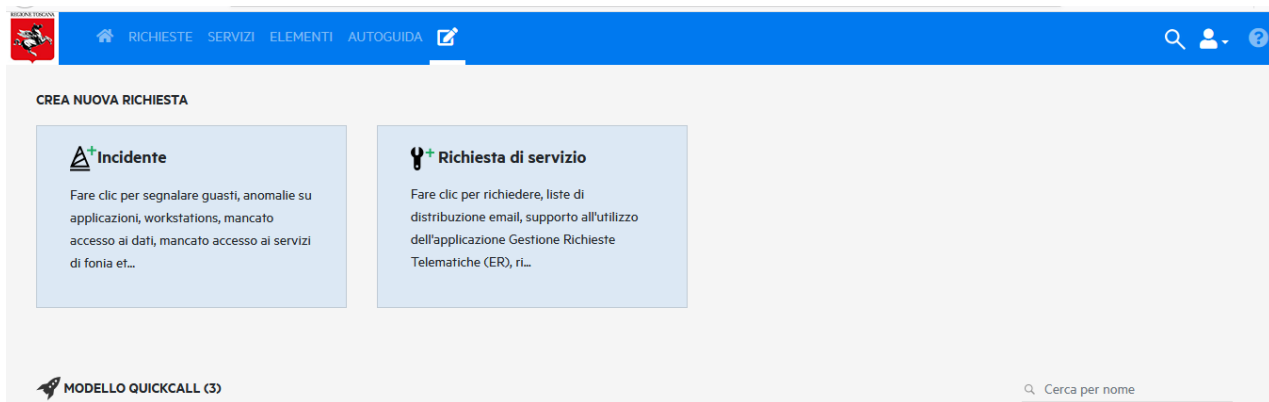 REGIONE TOSCANA
RICHIESTE SERVIZI ELEMENTI AUTOGUIDA
CREA NUOVA RICHIESTA
Incidente
Fare clic per segnalare guasti, anomalie su
applicazioni, workstations, mancato
accesso ai dati, mancato accesso ai servizi
di fonia et...
Richiesta di servizio
Fare clic per richiedere, liste di
distribuzione email, supporto all'utilizzo
dell'applicazione Gestione Richieste
Telematiche (ER), ri...
MODELLO QUICKCALL (3)
Cerca per nome